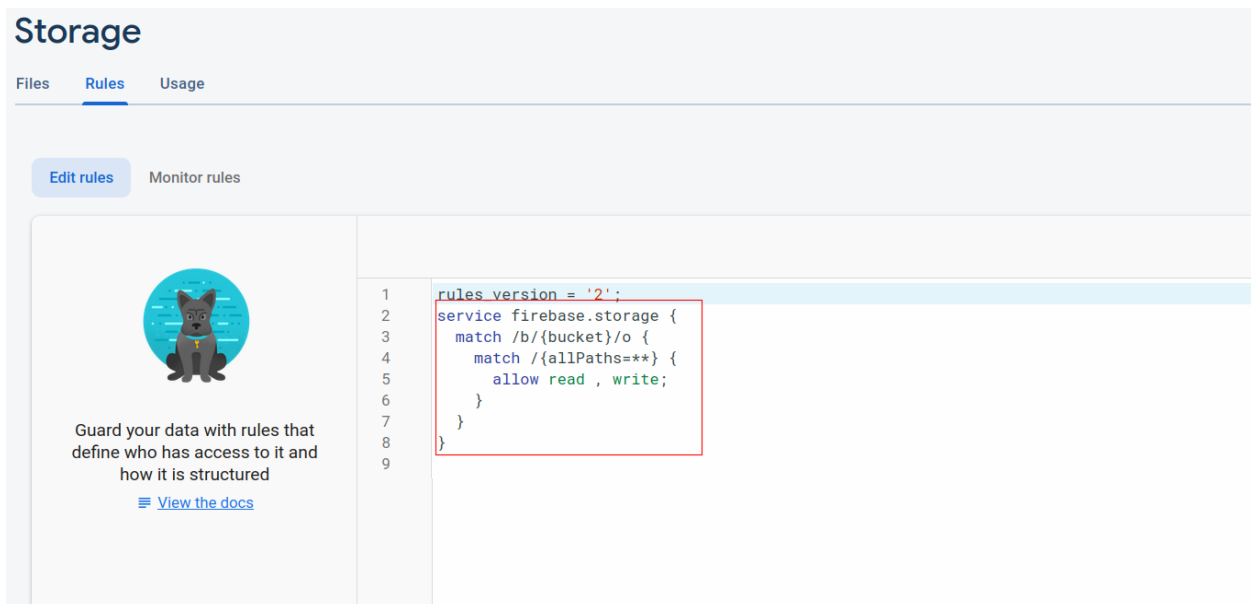 Storage
Files Rules Usage
Edit rules Monitor rules
Guard your data with rules that
define who has access to it and
how it is structured
View the docs
1 rules_version = '2';
2 service firebase.storage {
3 match /b/{bucket}/o {
4 match /{allPaths=**} {
5 allow read , write;
6 }
7 }
8 }
9